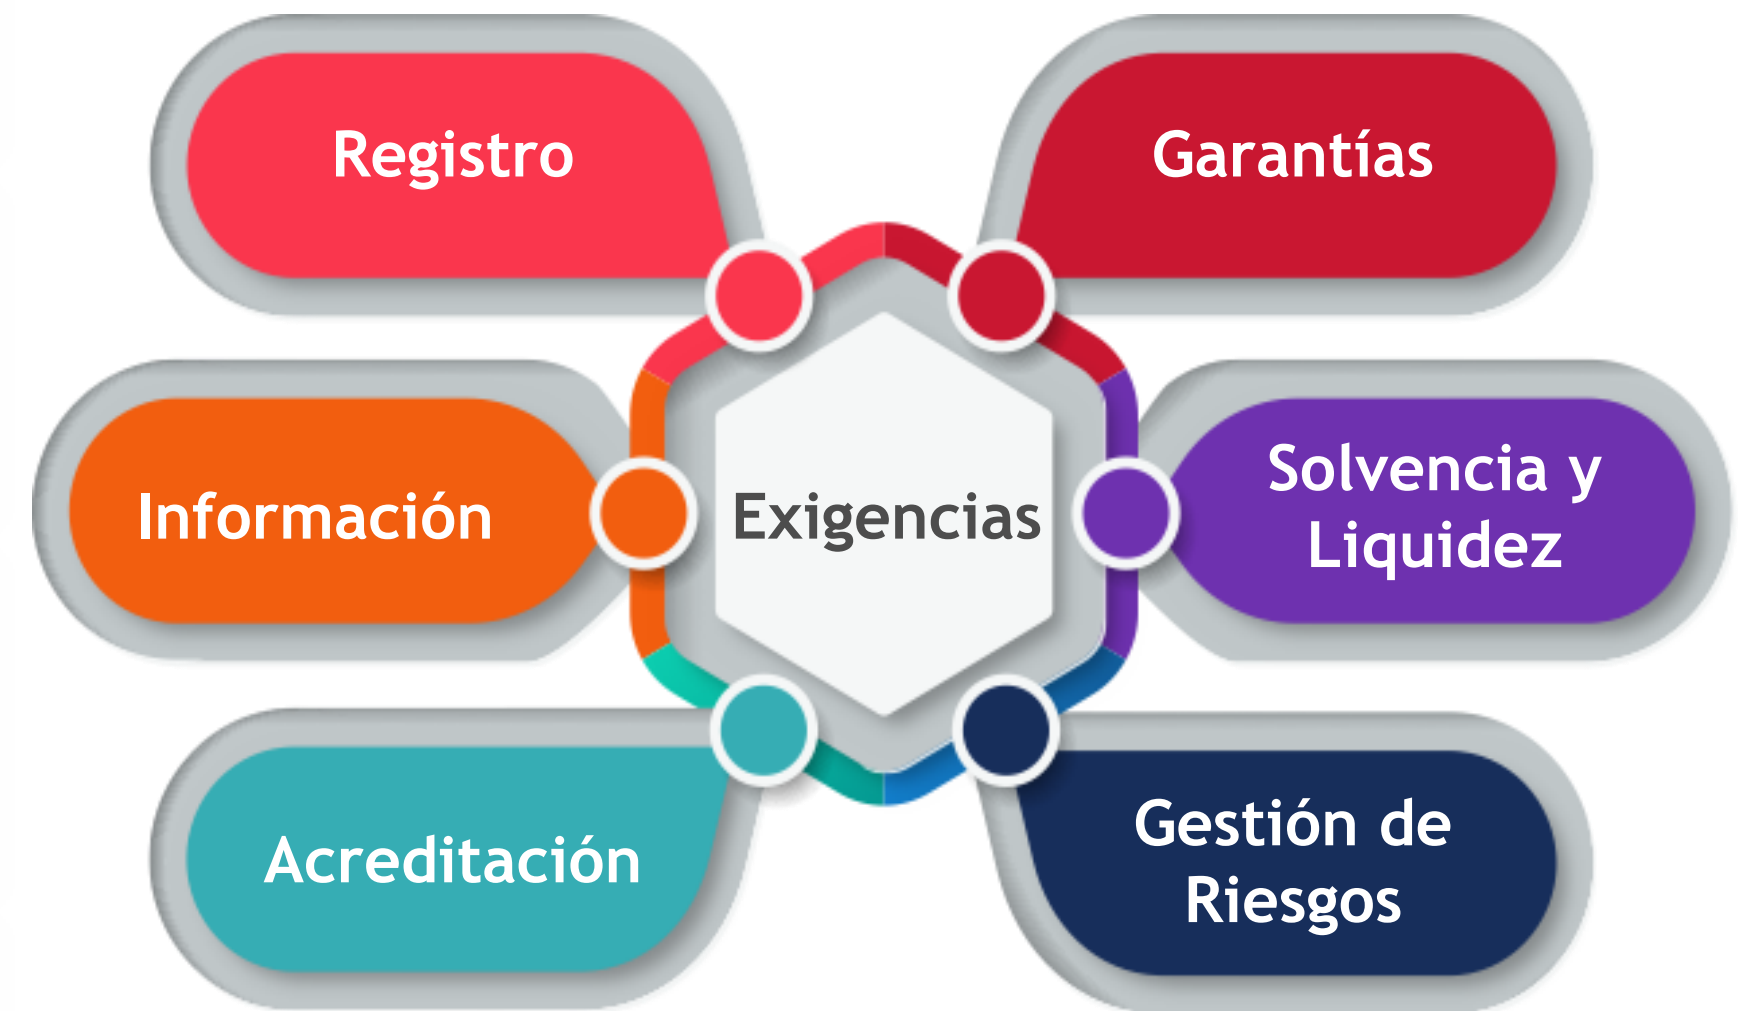 Registro
Garantías
Información
Exigencias
Solvencia y
Liquidez
Acreditación
Gestión de
Riesgos